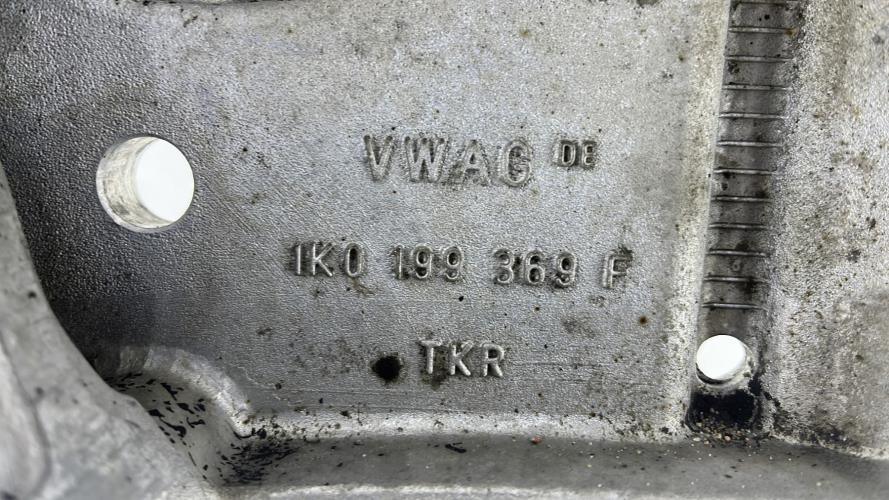 VWAG DE
1K0 199 369 F
TKR